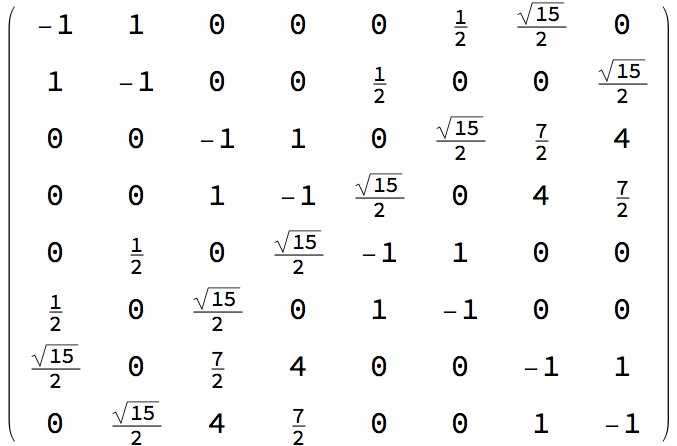 -1 1 0 0 0 1/2 √15/2 0
1 -1 0 0 1/2 0 0 √15/2
0 0 -1 1 0 √15/2 7/2 4
0 0 1 -1 √15/2 0 4 7/2
0 1/2 0 √15/2 -1 1 0 0
1/2 0 √15/2 0 1 -1 0 0
√15/2 0 7/2 4 0 0 -1 1
0 √15/2 4 7/2 0 0 1 -1